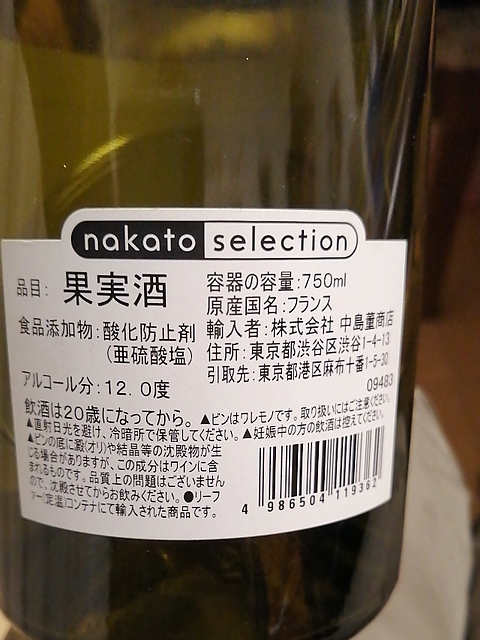 nakato selection
品目: 果実酒
食品添加物:酸化防止剤
(亜硫酸塩)
アルコール分:12.0度
容器の容量:750ml
原産国名:フランス
輸入者:株式会社 中島董商店
住所:東京都渋谷区渋谷1-4-13
引取先:東京都港区麻布十番1-5-30
09483
飲酒は20歳になってから。▲ビンはワレモノです。取り扱いにはご注意ください。
▲直射日光を避け、冷暗所で保管してください。▲妊娠中の方の飲酒は控えてください。
▲ビンの底に澱(オリ)や結晶等の沈殿物が生
じる場合がありますが、この成分はワインに含
まれるものです。品質上の問題はございません
ので、沈殿させてからお飲みください。●リーフ
ァー(定温)コンテナにて輸入された商品です。
4 986504 119362